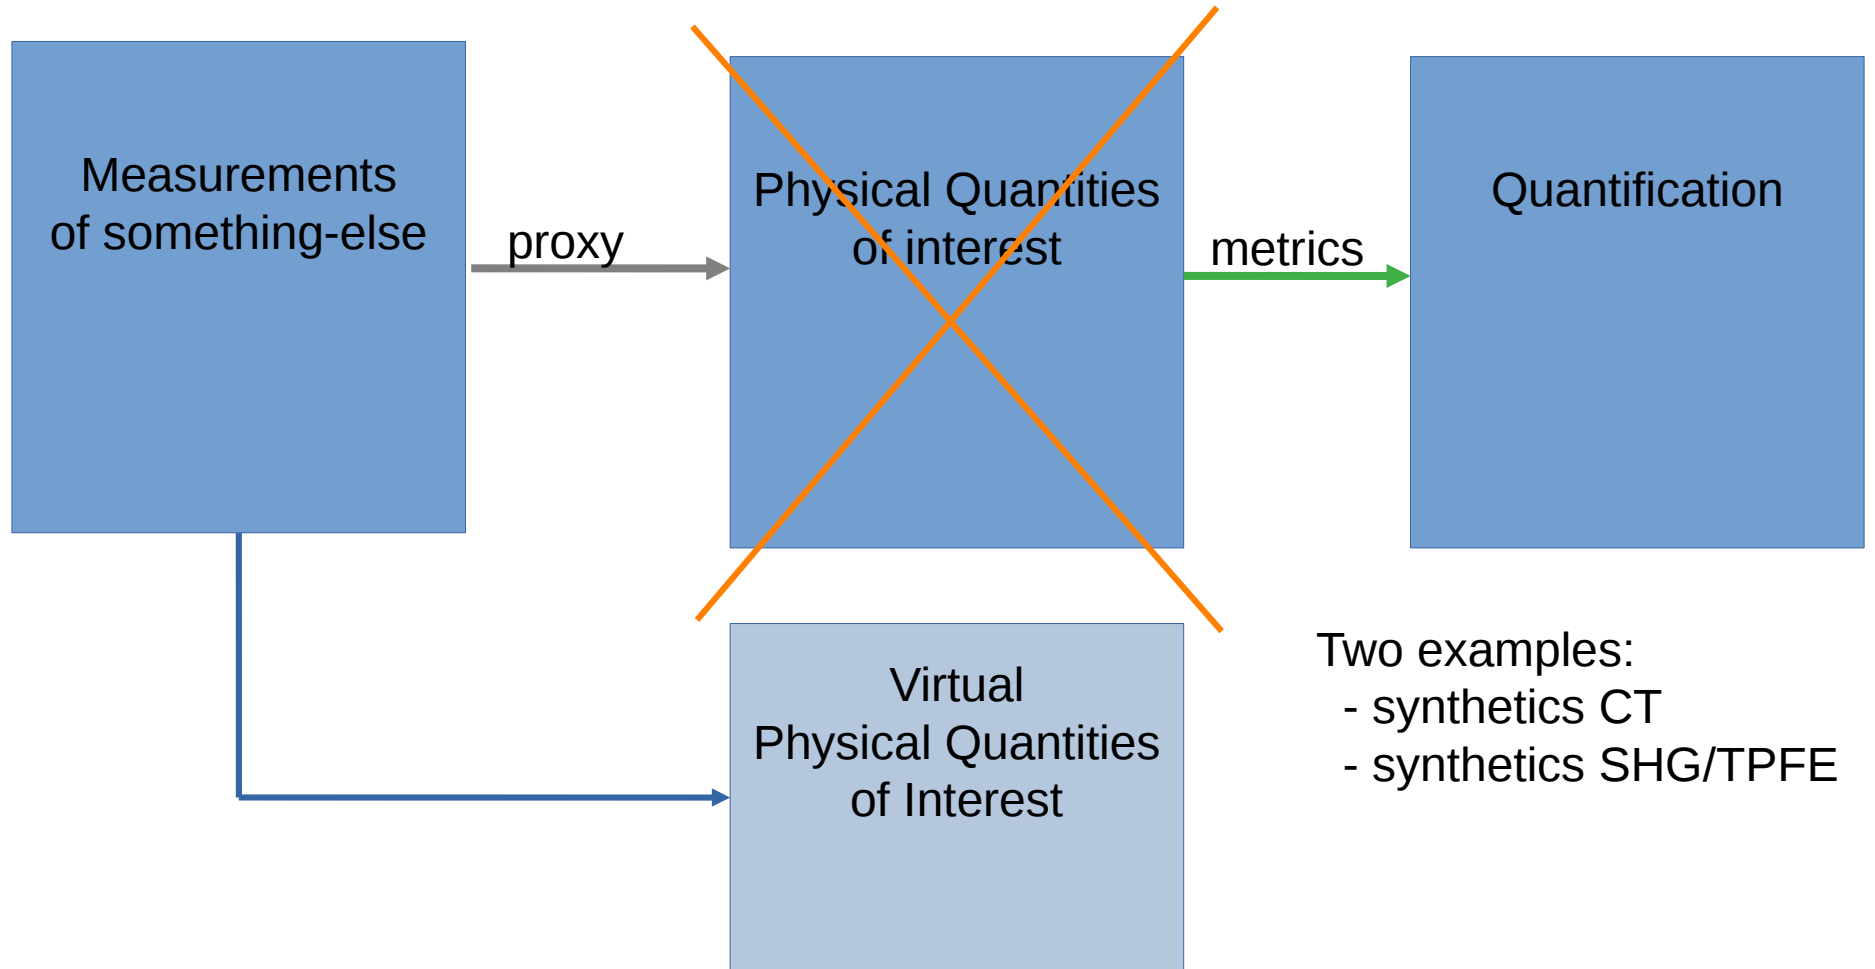 Measurements
of something-else
proxy
Physical Quantities
of interest
metrics
Quantification
Virtual
Physical Quantities
of Interest
Two examples:
- synthetics CT
- synthetics SHG/TPFE